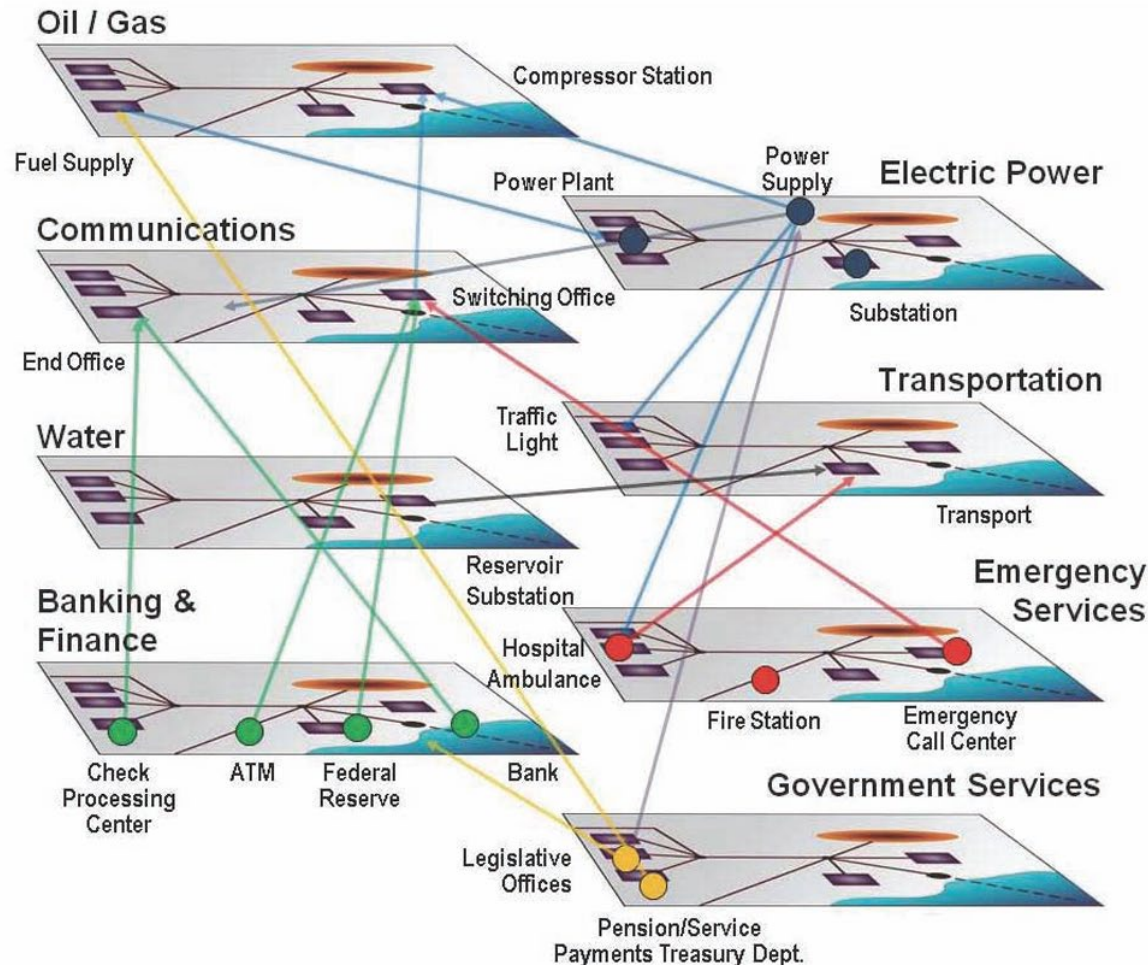 Oil / Gas
Compressor Station
Fuel Supply
Power Plant
Power
Supply
Electric Power
Communications
Switching Office
Substation
End Office
Transportation
Traffic
Light
Water
Transport
Reservoir
Substation
Emergency
Services
Banking &
Finance
Hospital
Ambulance
Fire Station
Emergency
Call Center
Check
Processing
Center
ATM
Federal
Reserve
Bank
Government Services
Legislative
Offices
Pension/Service
Payments Treasury Dept.